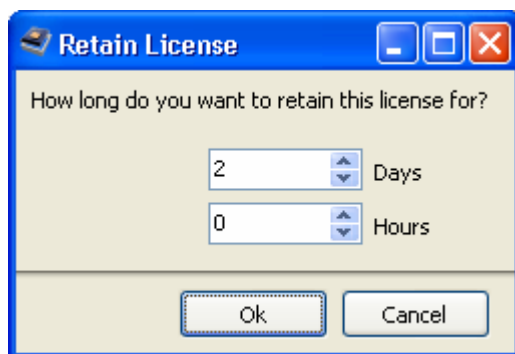 Retain License
How long do you want to retain this license for?
2 Days
0 Hours
Ok Cancel